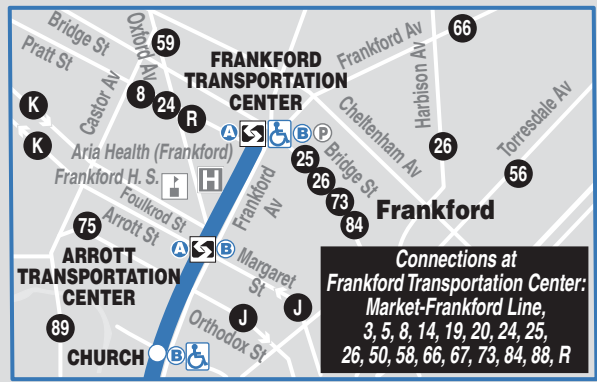 Bridge St
Pratt St
Oxford Av
59
Castor Av
8
24
R
FRANKFORD
TRANSPORTATION
CENTER
A
B
P
Frankford Av
66
Harbison Av
Cheltenham Av
Torresdale Av
26
56
K
K
Aria Health (Frankford)
Frankford H. S.
H
Frankford
Av
Bridge St
25
26
73
84
Frankford
Foulkrod St
Arrott St
75
A
B
ARROTT
TRANSPORTATION
CENTER
Margaret
St
J
J
Orthodox St
89
CHURCH
B
Connections at
Frankford Transportation Center:
Market-Frankford Line,
3, 5, 8, 14, 19, 20, 24, 25,
26, 50, 58, 66, 67, 73, 84, 88, R